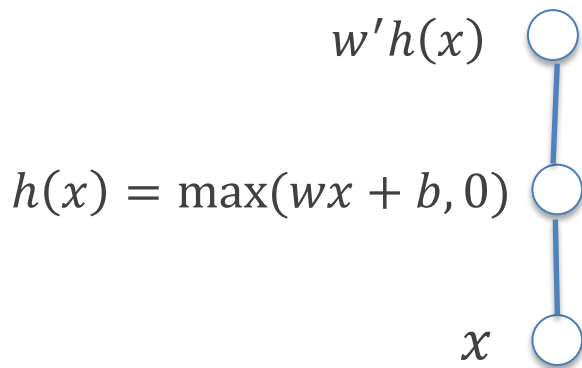 w'h(x)
h(x) = max(wx + b, 0)
x